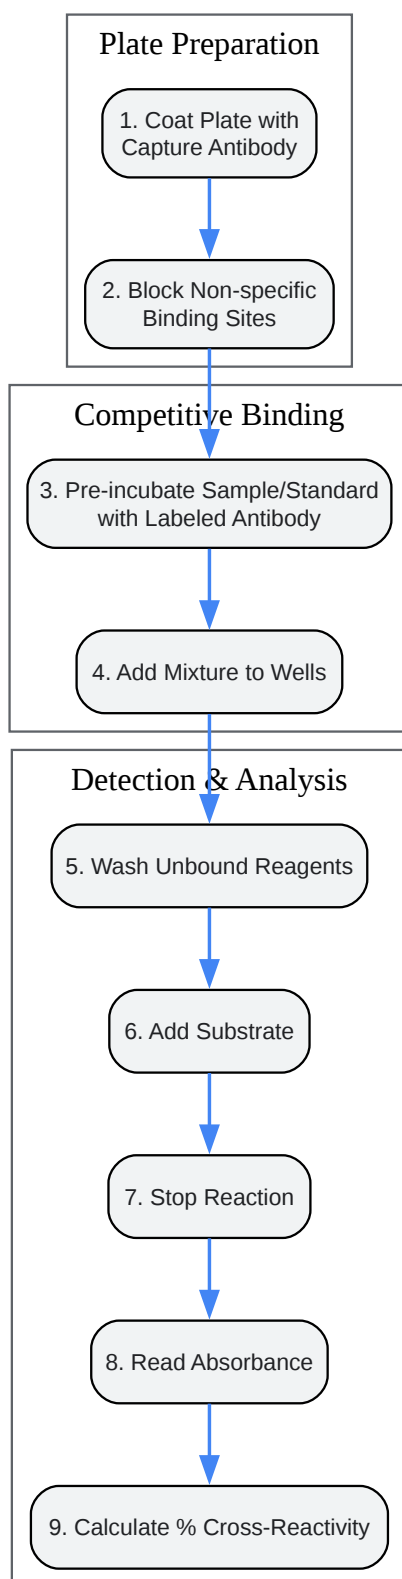 Plate Preparation
1. Coat Plate with
Capture Antibody
2. Block Non-specific
Binding Sites
Competitive Binding
3. Pre-incubate Sample/Standard
with Labeled Antibody
4. Add Mixture to Wells
Detection & Analysis
5. Wash Unbound Reagents
6. Add Substrate
7. Stop Reaction
8. Read Absorbance
9. Calculate % Cross-Reactivity